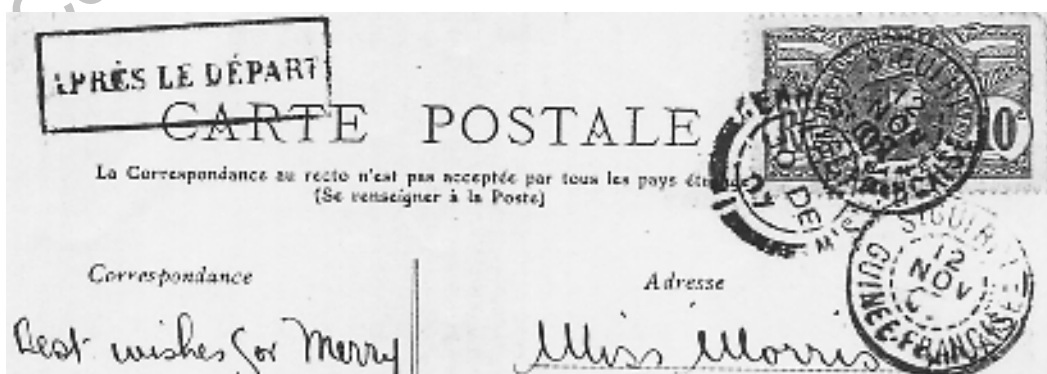 APRÈS LE DÉPART
CARTE POSTALE
La Correspondance au recto n'est pas acceptée par tous les pays
(Se renseigner à la Poste)
10
SIGUIRI
12
NOV
GUINÉE-FRANÇAISE
Correspondance
Adresse
Best wishes for Merry
Miss Morris